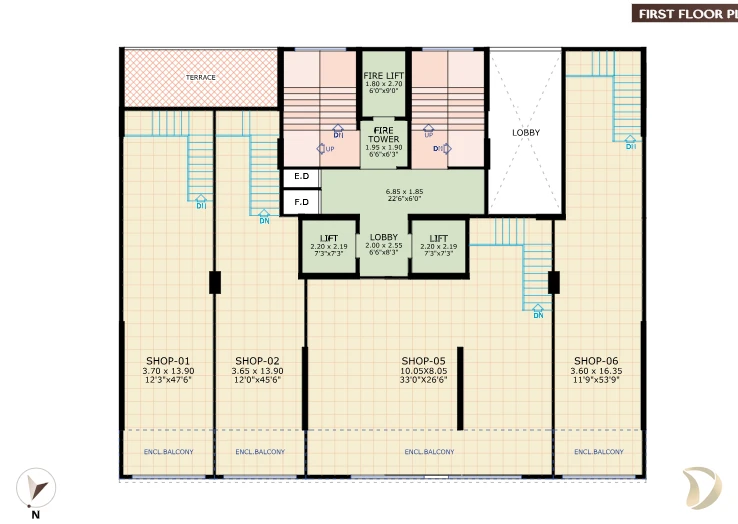 FIRST FLOOR PL
TERRACE
FIRE LIFT
1.80 x 2.70
6'0"x9'0"
FIRE
TOWER
1.95 x 1.90
6'6"x6'3"
DN
UP
UP
DN
LOBBY
DN
E.D
F.D
6.85 x 1.85
22'6"x6'0"
DN
DN
LIFT
2.20 x 2.19
7'3"x7'3"
LOBBY
2.00 x 2.55
6'6"x8'3"
LIFT
2.20 x 2.19
7'3"x7'3"
DN
SHOP-01
3.70 x 13.90
12'3"x47'6"
SHOP-02
3.65 x 13.90
12'0"x45'6"
SHOP-05
10.05X8.05
33'0"X26'6"
SHOP-06
3.60 x 16.35
11'9"x53'9"
ENCL.BALCONY
ENCL.BALCONY
ENCL.BALCONY
ENCL.BALCONY
N